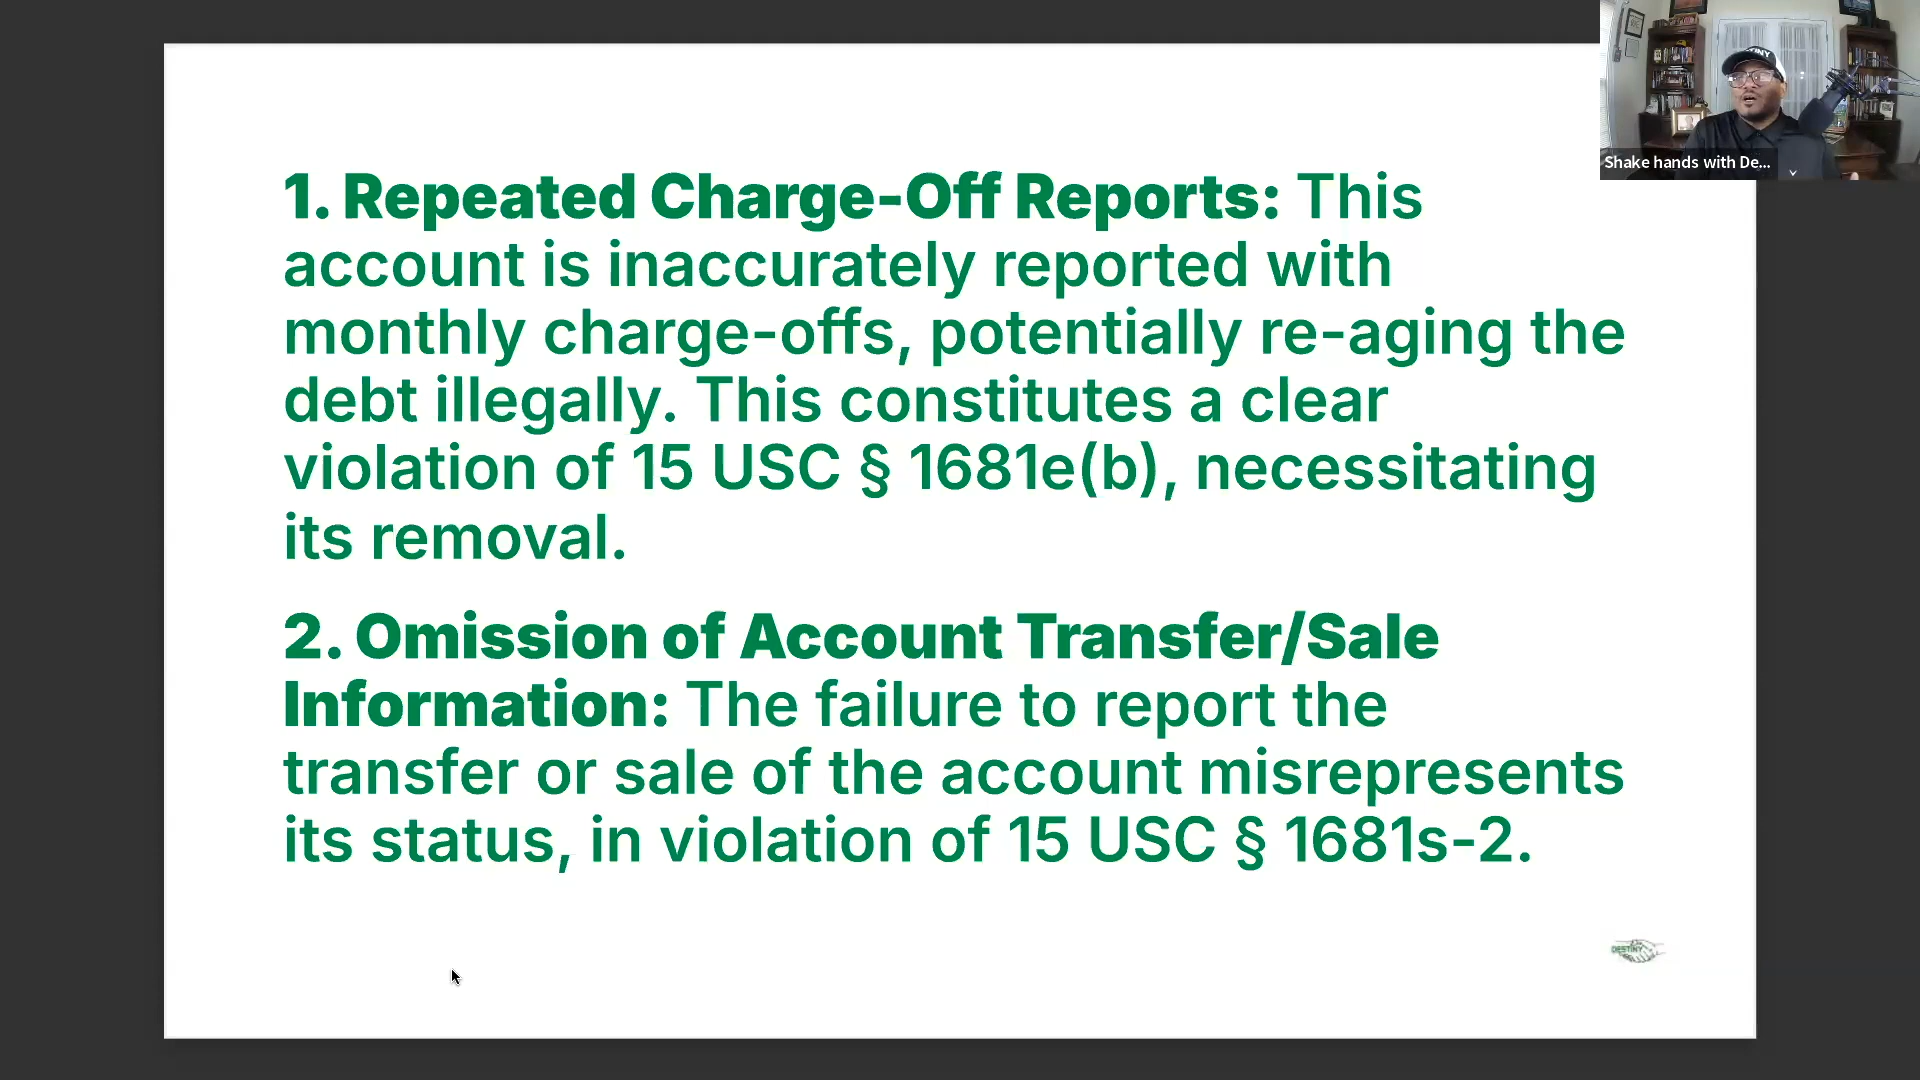 Shake hands with De...
1. Repeated Charge-Off Reports: This
account is inaccurately reported with
monthly charge-offs, potentially re-aging the
debt illegally. This constitutes a clear
violation of 15 USC § 1681e(b), necessitating
its removal.
2. Omission of Account Transfer/Sale
Information: The failure to report the
transfer or sale of the account misrepresents
its status, in violation of 15 USC § 1681s-2.
DESTINY